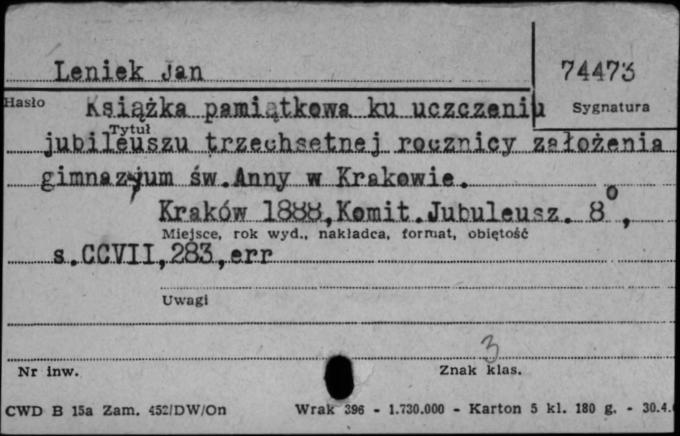 Leniek Jan
74473
Hasło
Sygnatura
Książka pamiątkowa ku uczczeniu
Tytuł
jubileuszu trzechsetnej rocznicy założenia
gimnazyum św.Anny w Krakowie.
Kraków 1888,Komit.Jubuleusz. 8°,
Miejsce, rok wyd., nakładca, format, objętość
s.CCVII,283,err
Uwagi
3
Nr inw.
Znak klas.
CWD B 15a Zam. 452/DW/On
Wrak 396 - 1.730.000 - Karton 5 kl. 180 g. - 30.4.